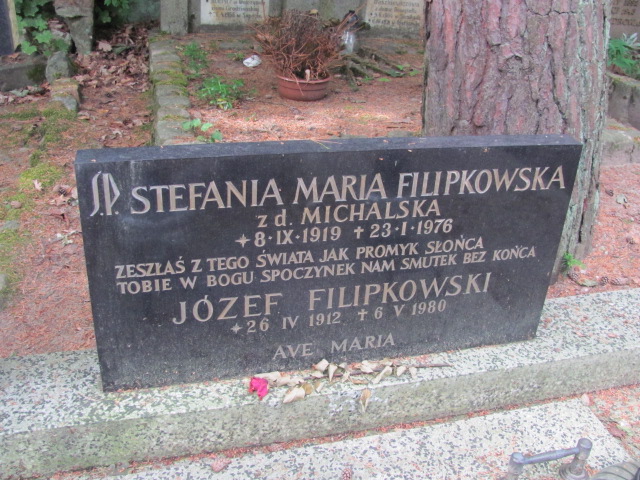 ŚP. STEFANIA MARIA FILIPKOWSKA
z d. MICHALSKA
* 8·IX·1919 + 23·I·1976
ZESZŁAŚ Z TEGO ŚWIATA JAK PROMYK SŁOŃCA
TOBIE W BOGU SPOCZYNEK NAM SMUTEK BEZ KOŃCA
JÓZEF FILIPKOWSKI
* 26 IV 1912 + 6 V 1980
AVE MARIA